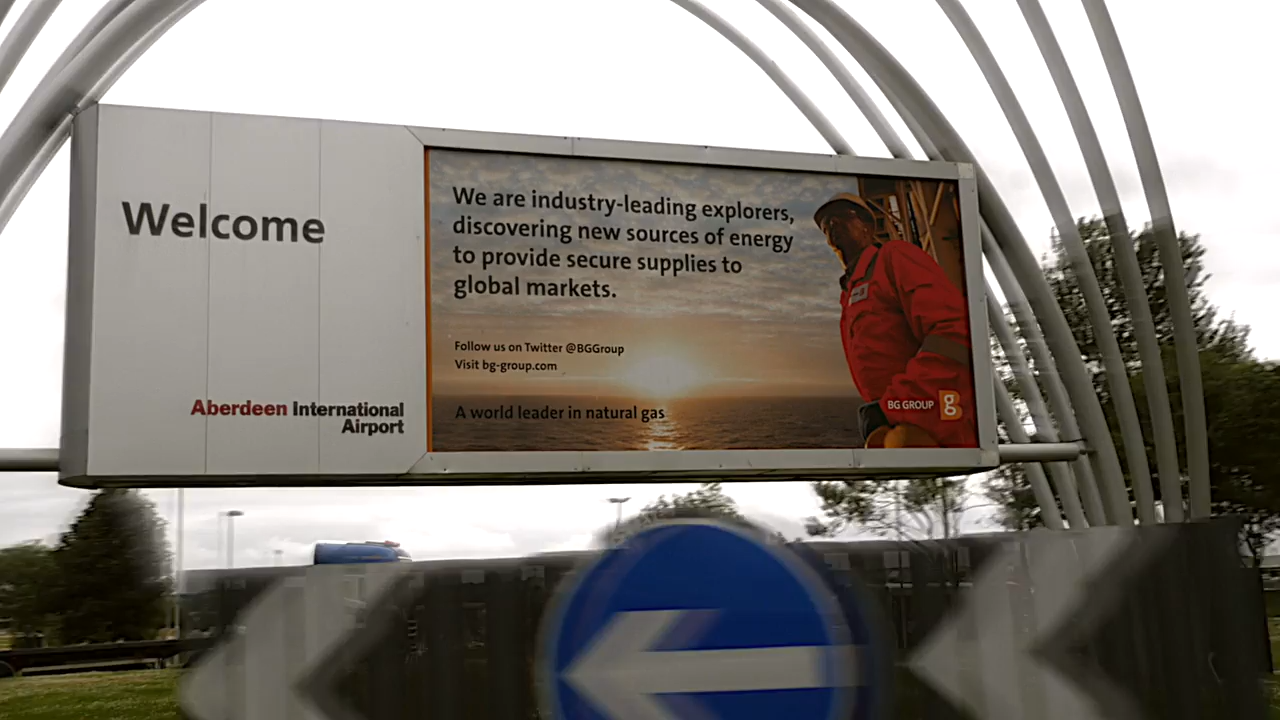 Welcome
Aberdeen International
Airport
We are industry-leading explorers,
discovering new sources of energy
to provide secure supplies to
global markets.
Follow us on Twitter @BGGroup
Visit bg-group.com
A world leader in natural gas
BG GROUP
g